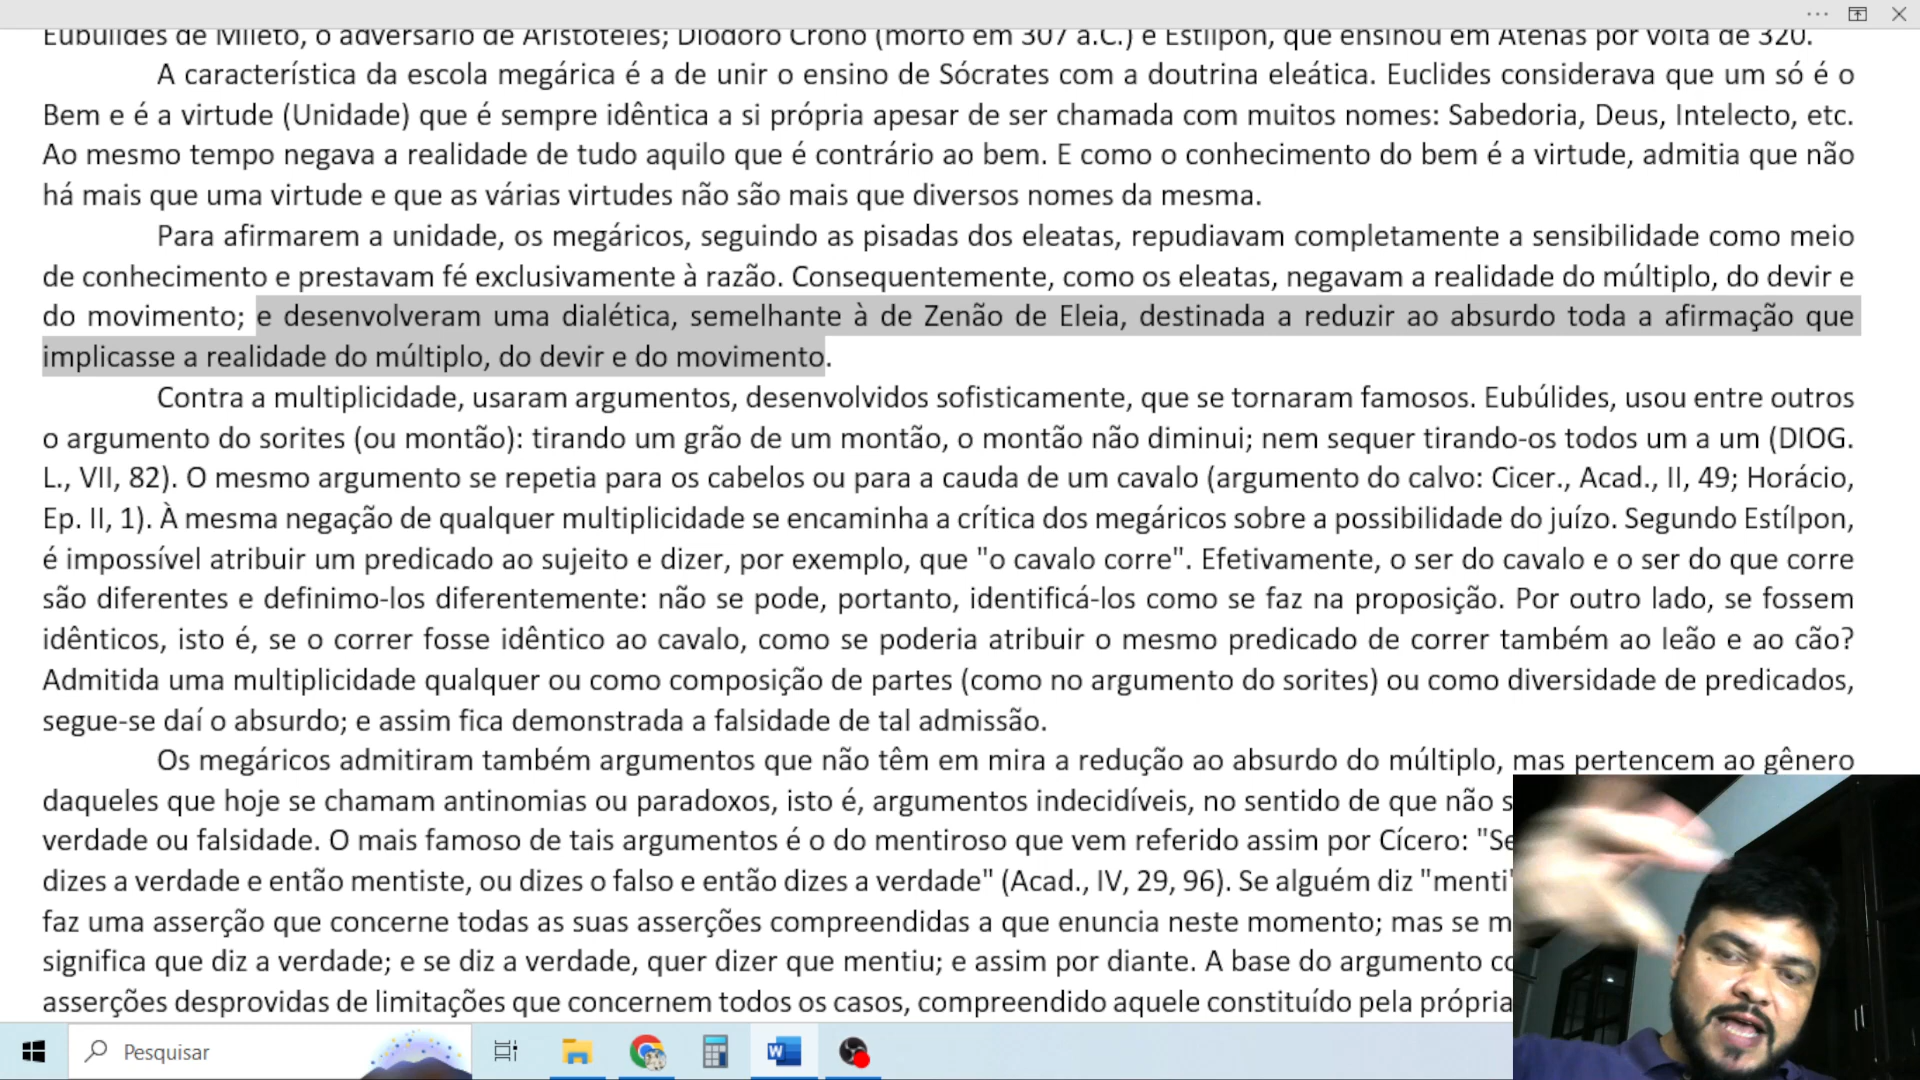 Eubúlides de Mileto, o adversário de Aristóteles; Diodoro Crono (morto em 307 a.C.) e Estílpon, que ensinou em Atenas por volta de 320.
A característica da escola megárica é a de unir o ensino de Sócrates com a doutrina eleática. Euclides considerava que um só é o
Bem e é a virtude (Unidade) que é sempre idêntica a si própria apesar de ser chamada com muitos nomes: Sabedoria, Deus, Intelecto, etc.
Ao mesmo tempo negava a realidade de tudo aquilo que é contrário ao bem. E como o conhecimento do bem é a virtude, admitia que não
há mais que uma virtude e que as várias virtudes não são mais que diversos nomes da mesma.
Para afirmarem a unidade, os megáricos, seguindo as pisadas dos eleatas, repudiavam completamente a sensibilidade como meio
de conhecimento e prestavam fé exclusivamente à razão. Consequentemente, como os eleatas, negavam a realidade do múltiplo, do devir e
do movimento; e desenvolveram uma dialética, semelhante à de Zenão de Eleia, destinada a reduzir ao absurdo toda a afirmação que
implicasse a realidade do múltiplo, do devir e do movimento.
Contra a multiplicidade, usaram argumentos, desenvolvidos sofisticamente, que se tornaram famosos. Eubúlides, usou entre outros
o argumento do sorites (ou montão): tirando um grão de um montão, o montão não diminui; nem sequer tirando-os todos um a um (DIOG.
L., VII, 82). O mesmo argumento se repetia para os cabelos ou para a cauda de um cavalo (argumento do calvo: Cicer., Acad., II, 49; Horácio,
Ep. II, 1). À mesma negação de qualquer multiplicidade se encaminha a crítica dos megáricos sobre a possibilidade do juízo. Segundo Estílpon,
é impossível atribuir um predicado ao sujeito e dizer, por exemplo, que "o cavalo corre". Efetivamente, o ser do cavalo e o ser do que corre
são diferentes e definimo-los diferentemente: não se pode, portanto, identificá-los como se faz na proposição. Por outro lado, se fossem
idênticos, isto é, se o correr fosse idêntico ao cavalo, como se poderia atribuir o mesmo predicado de correr também ao leão e ao cão?
Admitida uma multiplicidade qualquer ou como composição de partes (como no argumento do sorites) ou como diversidade de predicados,
segue-se daí o absurdo; e assim fica demonstrada a falsidade de tal admissão.
Os megáricos admitiram também argumentos que não têm em mira a redução ao absurdo do múltiplo, mas pertencem ao gênero
daqueles que hoje se chamam antinomias ou paradoxos, isto é, argumentos indecidíveis, no sentido de que não
verdade ou falsidade. O mais famoso de tais argumentos é o do mentiroso que vem referido assim por Cícero:
dizes a verdade e então mentiste, ou dizes o falso e então dizes a verdade" (Acad., IV, 29, 96). Se alguém diz "menti"
faz uma asserção que concerne todas as suas asserções compreendidas a que enuncia neste momento; mas se
significa que diz a verdade; e se diz a verdade, quer dizer que mentiu; e assim por diante. A base do argumento
asserções desprovidas de limitações que concernem todos os casos, compreendido aquele constituído pela própria
Pesquisar